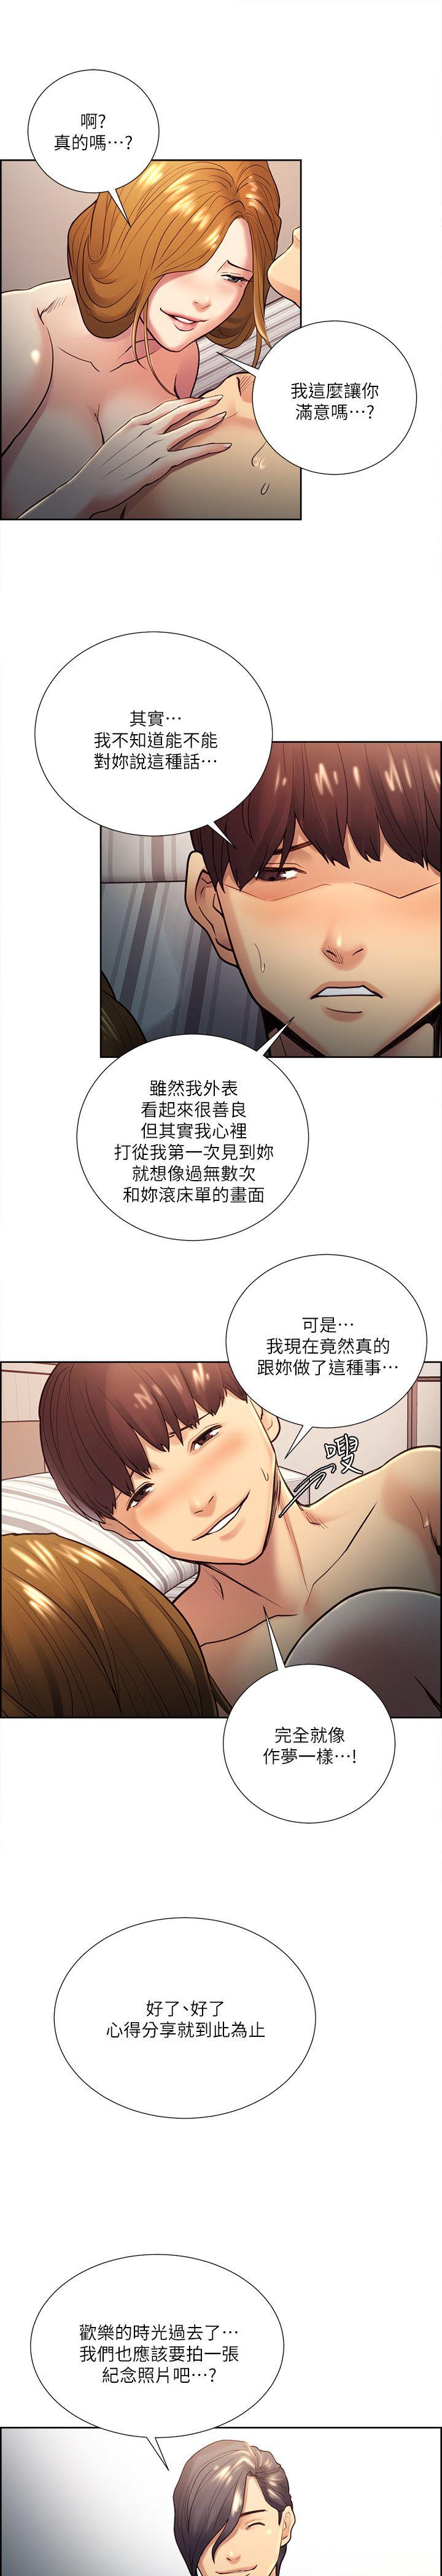 啊?
真的嗎…?
我這麼讓你
滿意嗎…?
其實…
我不知道能不能
對妳說這種話…
雖然我外表
看起來很善良
但其實我心裡
打從我第一次見到妳
就想像過無數次
和妳滾床單的畫面
可是…
我現在竟然真的
跟妳做了這種事…
嗖
完全就像
作夢一樣…!
好了、好了
心得分享就到此為止
歡樂的時光過去了…
我們也應該要拍一張
紀念照片吧…?